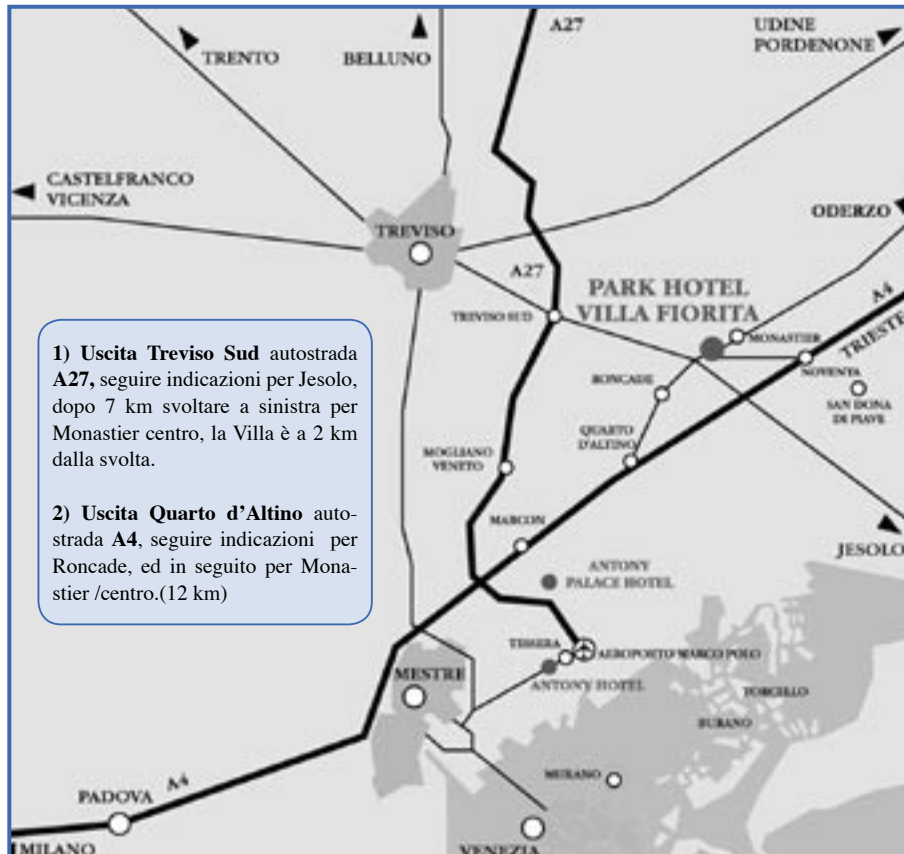 A27
UDINE
PORDENONE
TRENTO
BELLUNO
CASTELFRANCO
VICENZA
ODERZO
TREVISO
A27
PARK HOTEL
VILLA FIORITA
A4
TREVISO SUD
MONASTIER
TRIESTE
NOVENTA
RONCADE
SAN DONA
DI PIAVE
1) Uscita Treviso Sud autostrada
A27, seguire indicazioni per Jesolo,
dopo 7 km svoltare a sinistra per
Monastier centro, la Villa è a 2 km
dalla svolta.
2) Uscita Quarto d’Altino auto-
strada A4, seguire indicazioni per
Roncade, ed in seguito per Mona-
stier /centro.(12 km)
QUARTO
D'ALTINO
MOGLIANO
VENETO
MARCON
JESOLO
ANTONY
PALACE HOTEL
TESSERA
AEROPORTO MARCO POLO
ANTONY HOTEL
MESTRE
TORCELLO
BURANO
MURANO
A4
PADOVA
VENEZIA
MILANO